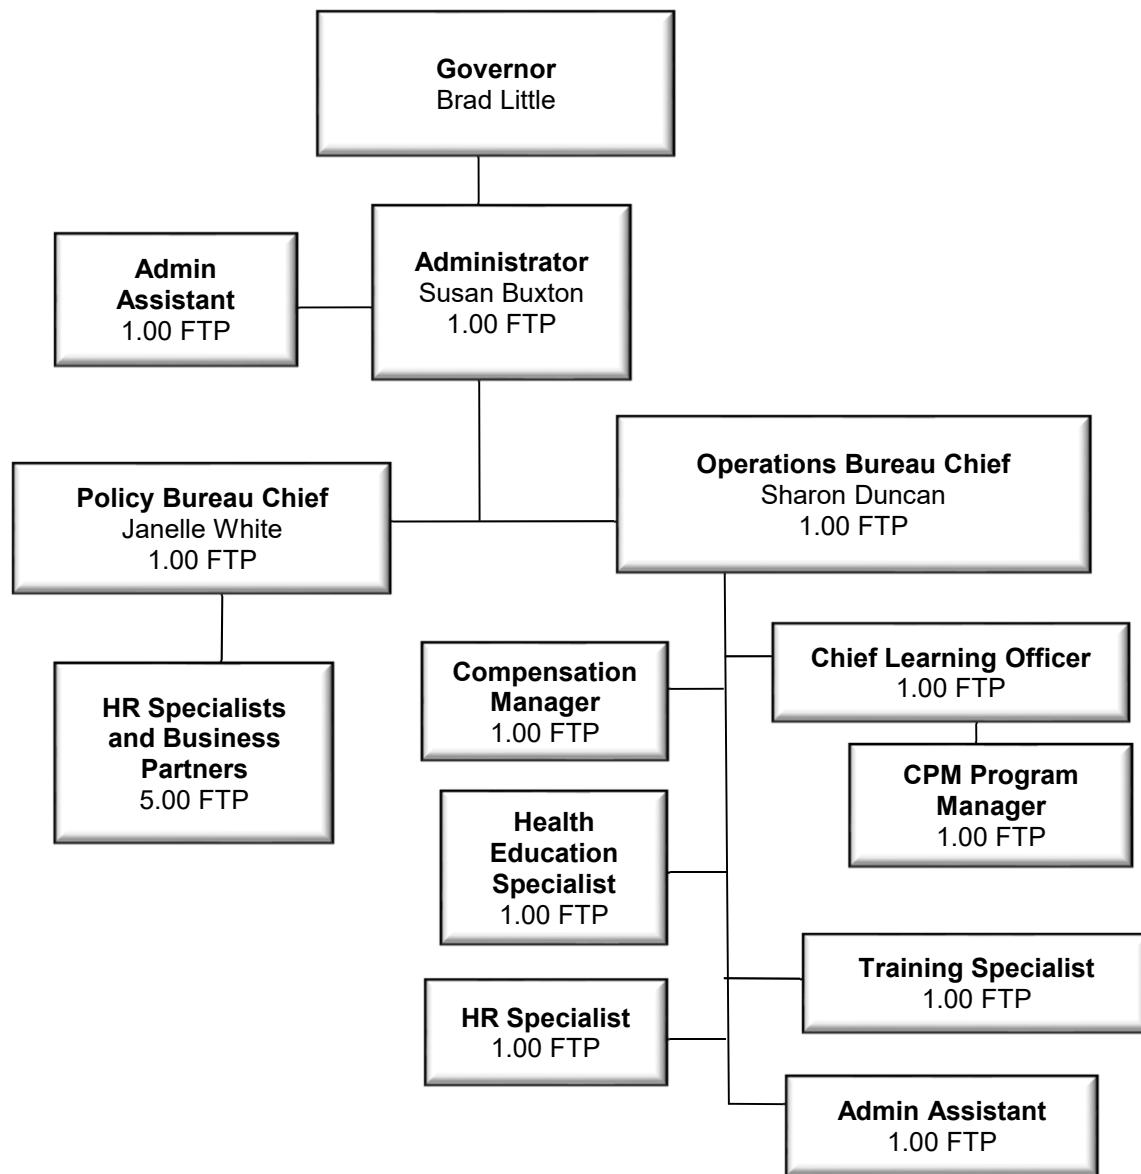 Governor
Brad Little
Admin
Assistant
1.00 FTP
Administrator
Susan Buxton
1.00 FTP
Policy Bureau Chief
Janelle White
1.00 FTP
Operations Bureau Chief
Sharon Duncan
1.00 FTP
HR Specialists
and Business
Partners
5.00 FTP
Compensation
Manager
1.00 FTP
Chief Learning Officer
1.00 FTP
CPM Program
Manager
1.00 FTP
Health
Education
Specialist
1.00 FTP
Training Specialist
1.00 FTP
HR Specialist
1.00 FTP
Admin Assistant
1.00 FTP